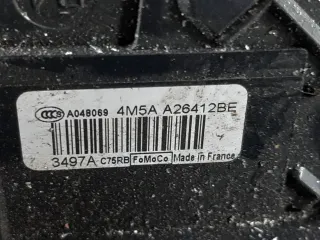 CCC S A048069 4M5A A26412BE
3497A C75RB FoMoCo Made in France